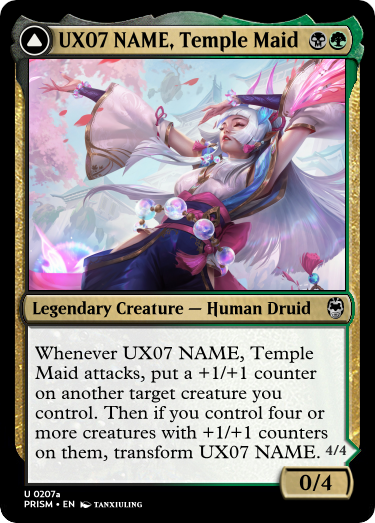 UX07 NAME, Temple Maid
Legendary Creature — Human Druid
Whenever UX07 NAME, Temple
Maid attacks, put a +1/+1 counter
on another target creature you
control. Then if you control four or
more creatures with +1/+1 counters
on them, transform UX07 NAME.
4/4
0/4
U 0207a
PRISM • EN TANXIULING